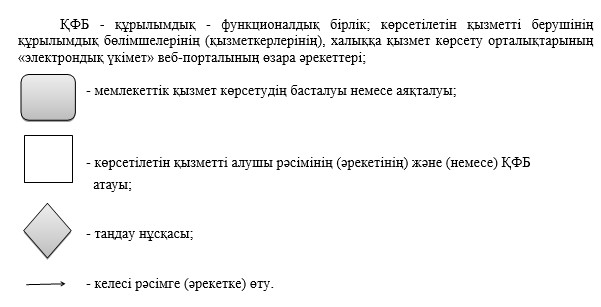 ҚФБ - құрылымдық - функционалдық бірлік; көрсетілетін қызметті берушінің
құрылымдық бөлімшелерінің (қызметкерлерінің), халыққа қызмет көрсету орталықтарының
«электрондық үкімет» веб-порталының өзара әрекеттері;
- мемлекеттік қызмет көрсетудің басталуы немесе аяқталуы;
- көрсетілетін қызметті алушы рәсімінің (әрекетінің) және (немесе) ҚФБ
атауы;
- таңдау нұсқасы;
- келесі рәсімге (әрекетке) өту.